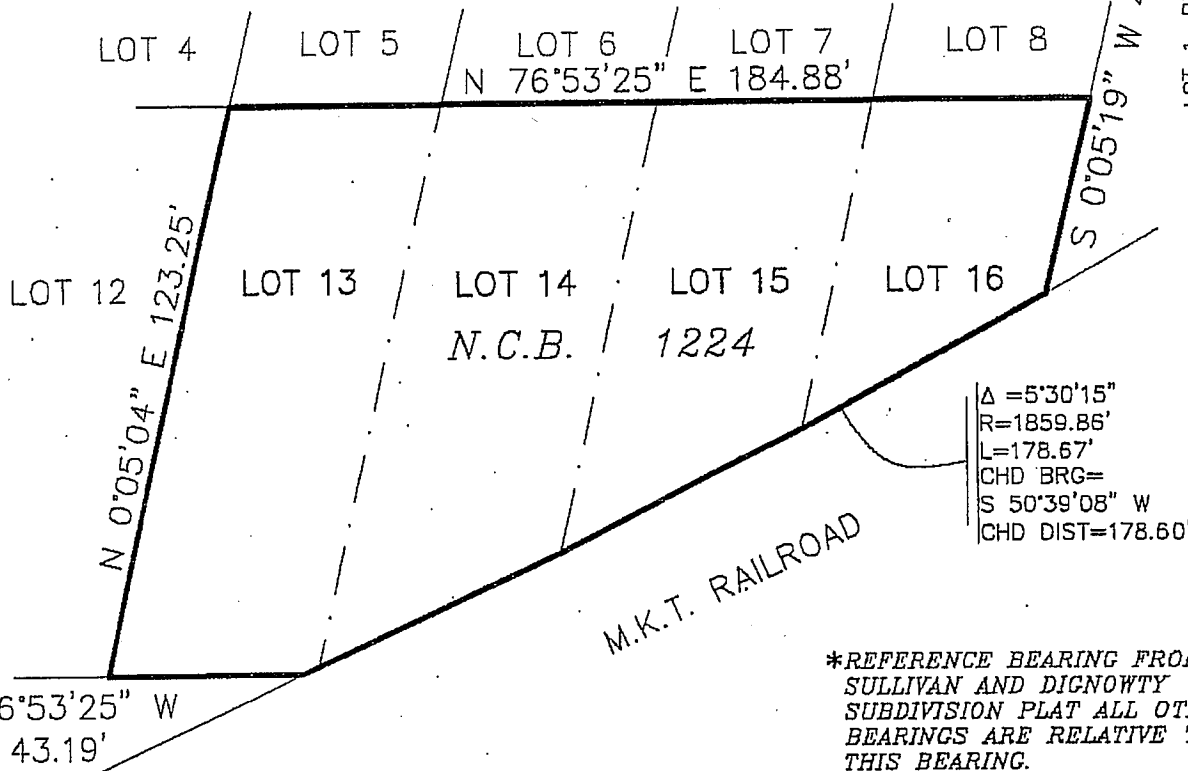 LOT 4
LOT 5
LOT 6
LOT 7
LOT 8
N 76°53'25" E 184.88'
S 0°05'19" W
LOT 1
N 0°05'04" E 123.25'
LOT 12
LOT 13
LOT 14
LOT 15
LOT 16
N.C.B. 1224
Δ =5°30'15"
R=1859.86'
L=178.67'
CHD BRG=
S 50°39'08" W
CHD DIST=178.60'
M.K.T. RAILROAD
6°53'25" W
43.19'
*REFERENCE BEARING FROM
SULLIVAN AND DIGNOWTY
SUBDIVISION PLAT ALL
BEARINGS ARE RELATIVE
THIS BEARING.